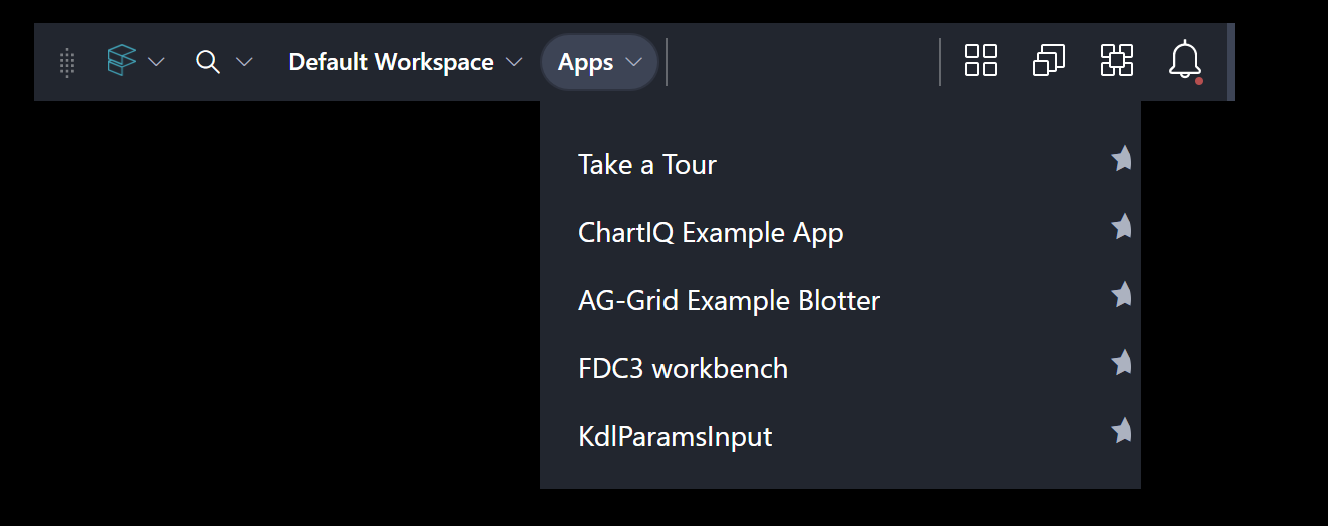 Default Workspace Apps
Take a Tour
ChartIQ Example App
AG-Grid Example Blotter
FDC3 workbench
KdlParamsInput